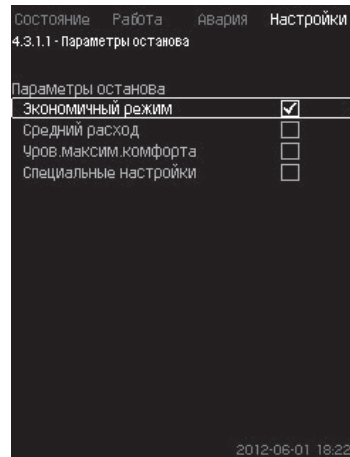 Состояние Работа Авария Настройки
4.3.1.1 - Параметры останова
Параметры останова
Экономичный режим
Средний расход
Уров.максим.комфорта
Специальные настройки
2012-06-01 18:22